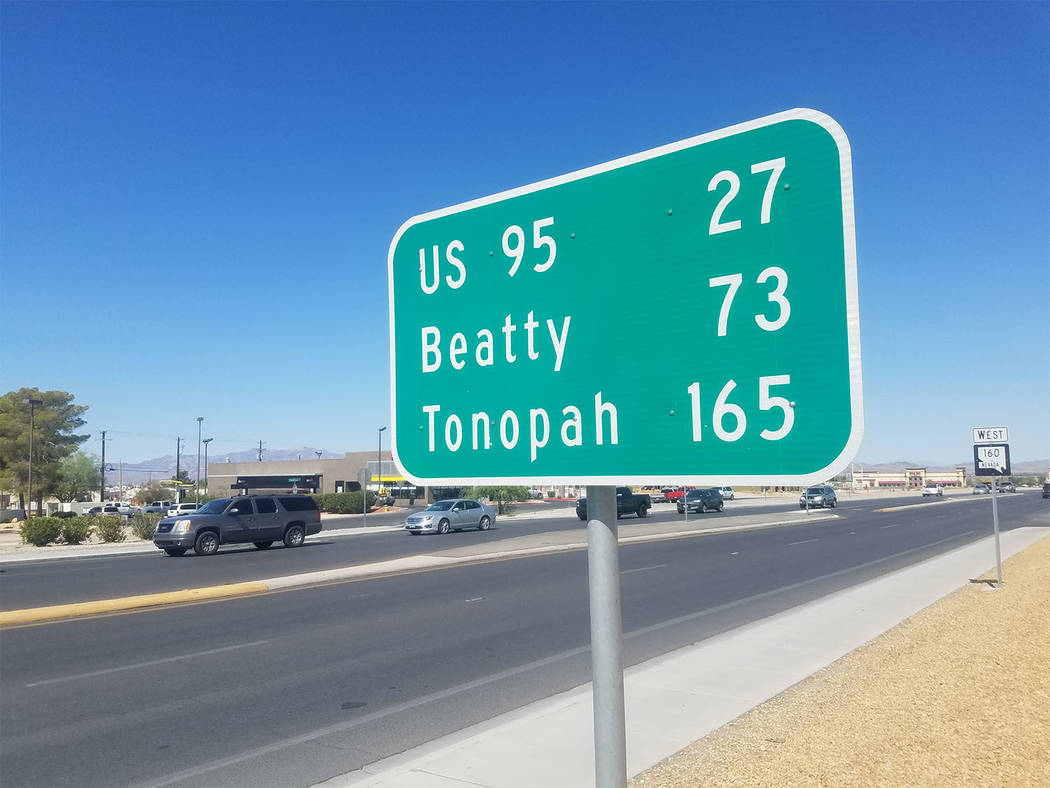 US 95 27
Beatty 73
Tonopah 165
WEST
160
NEVADA